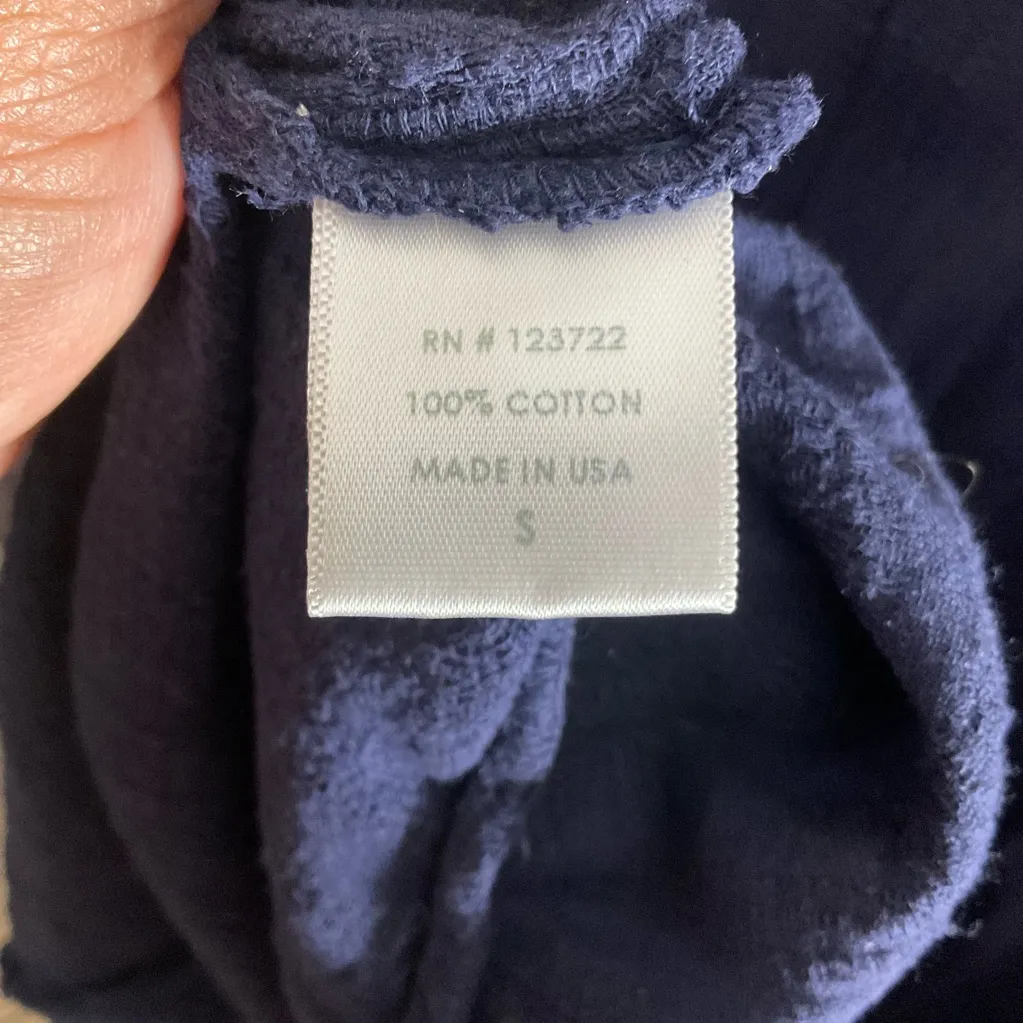 RN # 123722
100% COTTON
MADE IN USA
S